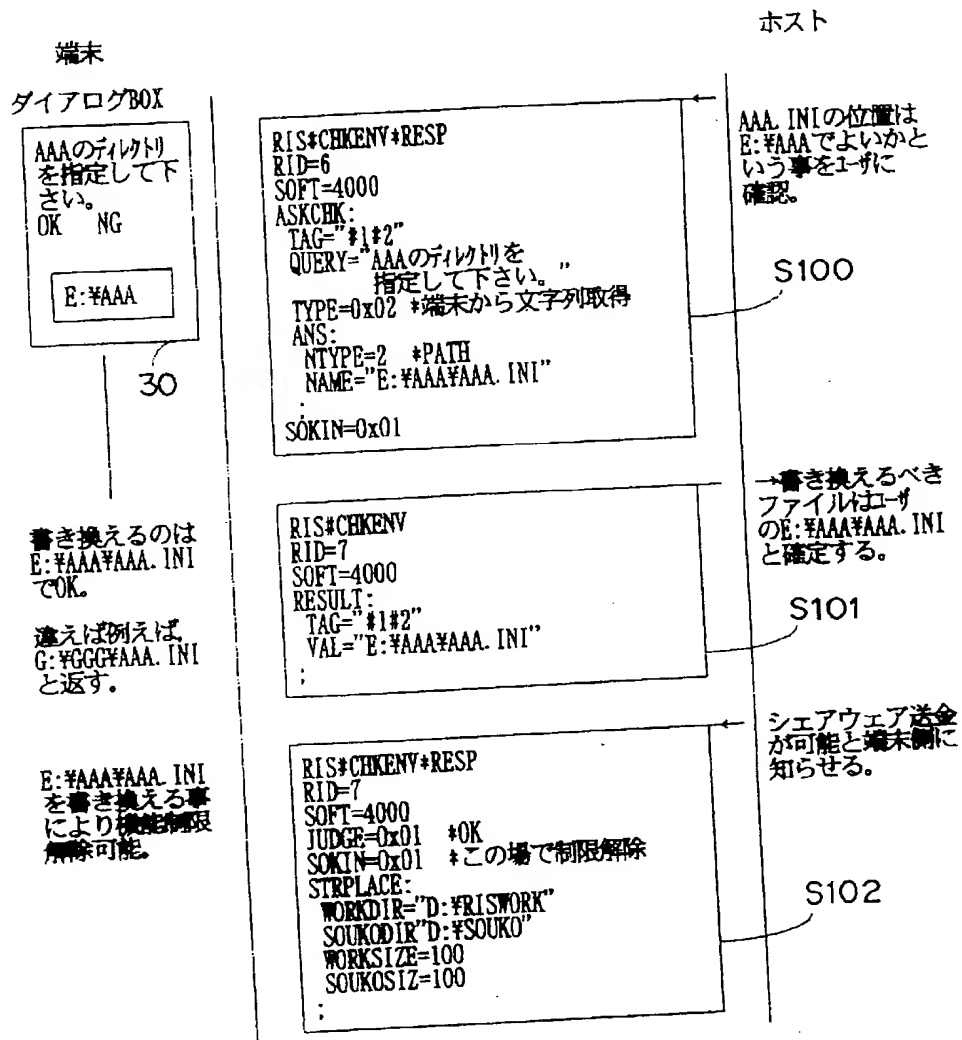 端末
ホスト
ダイアログBOX
AAAのディレクトリ
を指定して下
さい。
OK NG
E:¥AAA
30
RIS#CHKENV*RESP
RID=6
SOFT=4000
ASKCHK:
TAG="#1#2"
QUERY="AAAのディレクトリを
指定して下さい。"
TYPE=0x02 *端末から文字列取得
ANS:
NTYPE=2 *PATH
NAME="E:¥AAA¥AAA.INI"
;
SOKIN=0x01
AAA.INIの位置は
E:¥AAAでよいかと
いう事をユーザに
確認。
S100
書き換えるのは
E:¥AAA¥AAA.INI
でOK。
違えば例えば、
G:¥GGG¥AAA.INI
と返す。
RIS#CHKENV
RID=7
SOFT=4000
RESULT:
TAG="#1#2"
VAL="E:¥AAA¥AAA.INI"
;
→書き換えるべき
ファイルはユーザ
のE:¥AAA¥AAA.INI
と確定する。
S101
E:¥AAA¥AAA.INI
を書き換える事
により機能制限
解除可能。
RIS#CHKENV*RESP
RID=7
SOFT=4000
JUDGE=0x01 *OK
SOKIN=0x01 *この場で制限解除
STRPLACE:
WORKDIR="D:¥RISWORK"
SOUKODIR"D:¥SOUKO"
WORKSIZE=100
SOUKOSIZ=100
;
シェアウェア送金
が可能と端末側に
知らせる。
S102